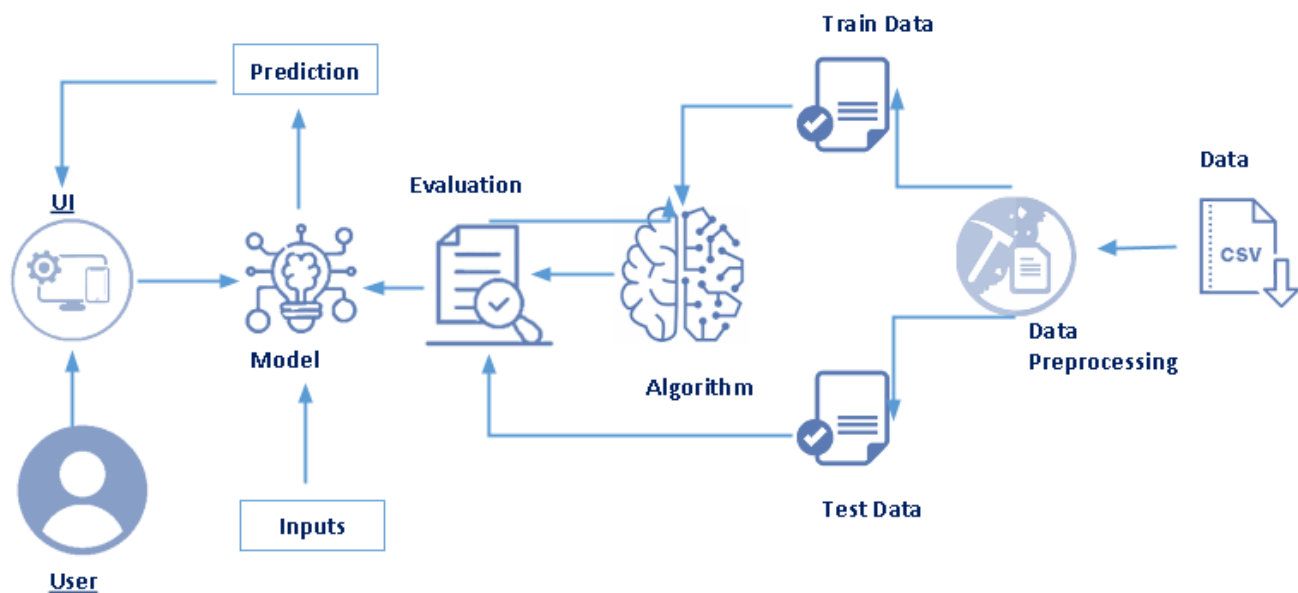 Train Data
Prediction
Data
Evaluation
UI
CSV
Data
Preprocessing
Model
Algorithm
Test Data
Inputs
User